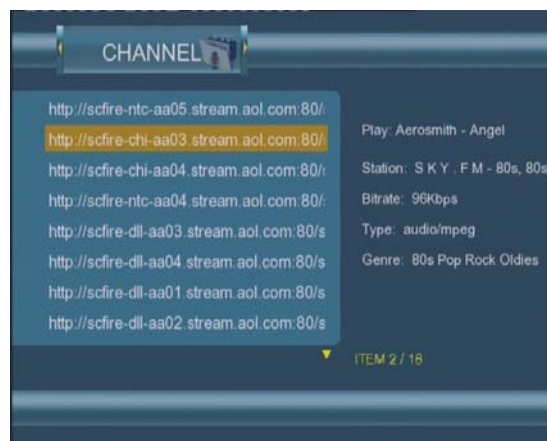 CHANNEL
http://scfire-ntc-aa05.stream.aol.com:80/
http://scfire-chi-aa03.stream.aol.com:80/
http://scfire-chi-aa04.stream.aol.com:80/
http://scfire-ntc-aa04.stream.aol.com:80/
http://scfire-dll-aa03.stream.aol.com:80/s
http://scfire-dll-aa04.stream.aol.com:80/s
http://scfire-dll-aa01.stream.aol.com:80/s
http://scfire-dll-aa02.stream.aol.com:80/s
Play: Aerosmith - Angel
Station: S K Y . F M - 80s, 80s
Bitrate: 96Kbps
Type: audio/mpeg
Genre: 80s Pop Rock Oldies
ITEM 2 / 18